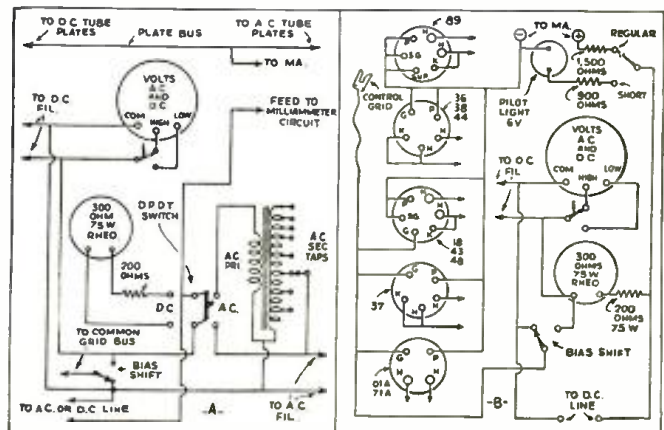 TO D.C TUBE
PLATES
PLATE BUS
TO A C TUBE
PLATES
TO MA.
VOLTS
A C
AND
D C
TO D.C
FIL.
COM
HIGH
LOW
FEED TO
MILLIAMMETER
CIRCUIT
300
OHM
75 W
RHEO
D P D T
SWITCH
200
OHMS
A C
PRI.
A C
SEC
TAPS
D C
A C.
TO COMMON
GRID BUS
BIAS
SHIFT
TO A.C. OR D.C LINE
-A-
TO A C
FIL.
89
P
H
SG
H
SUP
K
CONTROL
GRID
G
P
K
H
H
36
38
44
P
H
SG
H
G
K
18
43
48
G
P
K
H
H
37
G
P
H
H
01A
71A
-B-
TO MA.
REGULAR
1,500
OHMS
900
OHMS
SHORT
PILOT
LIGHT
6V
VOLTS
A C
AND
D C
TO D C
FIL.
COM
HIGH
LOW
300
OHMS
75 W
RHEO
200
OHMS
75 W
BIAS SHIFT
TO D.C.
LINE